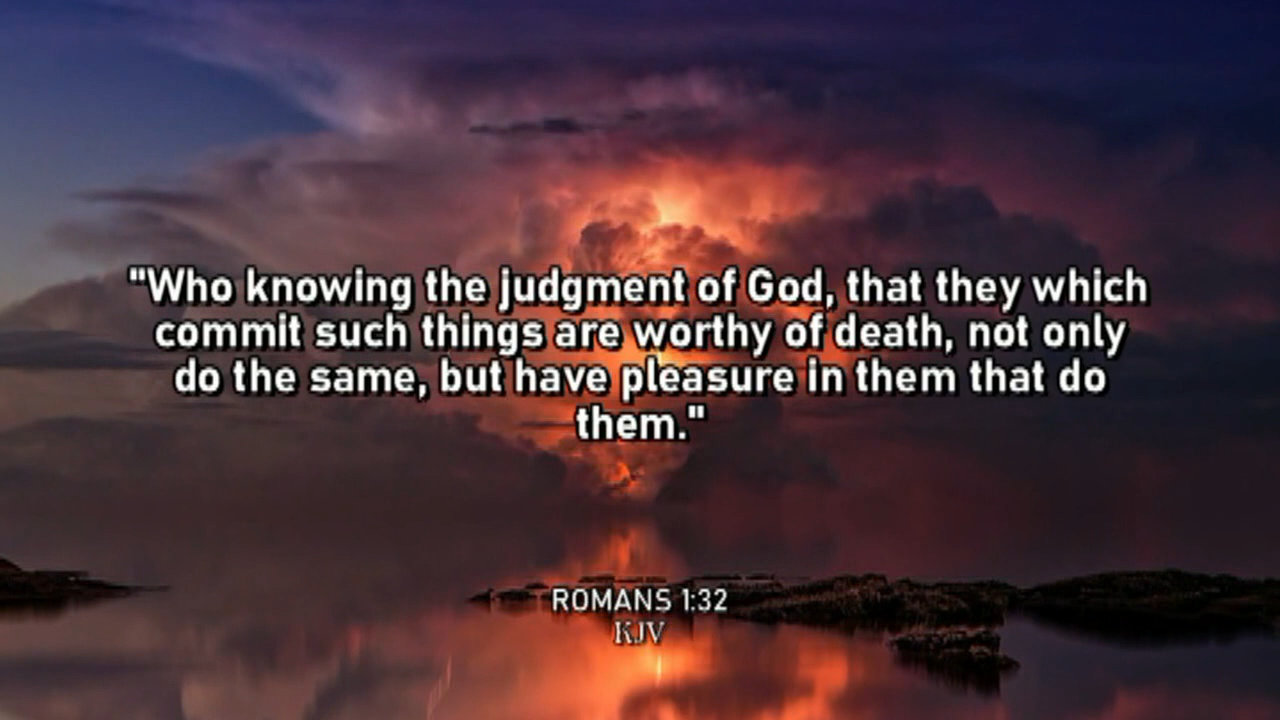 "Who knowing the judgment of God, that they which
commit such things are worthy of death, not only
do the same, but have pleasure in them that do
them."
ROMANS 1:32
KJV